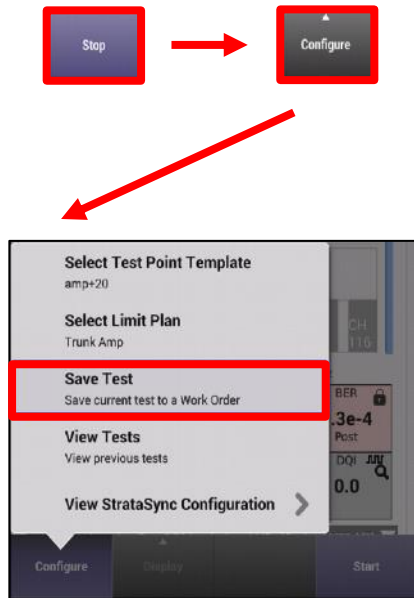 Stop
Configure
Select Test Point Template
amp+20
Select Limit Plan
Trunk Amp
CH
116
Save Test
Save current test to a Work Order
BER
.3e-4
Post
View Tests
View previous tests
DQI
0.0
View StrataSync Configuration
Configure
Display
Start